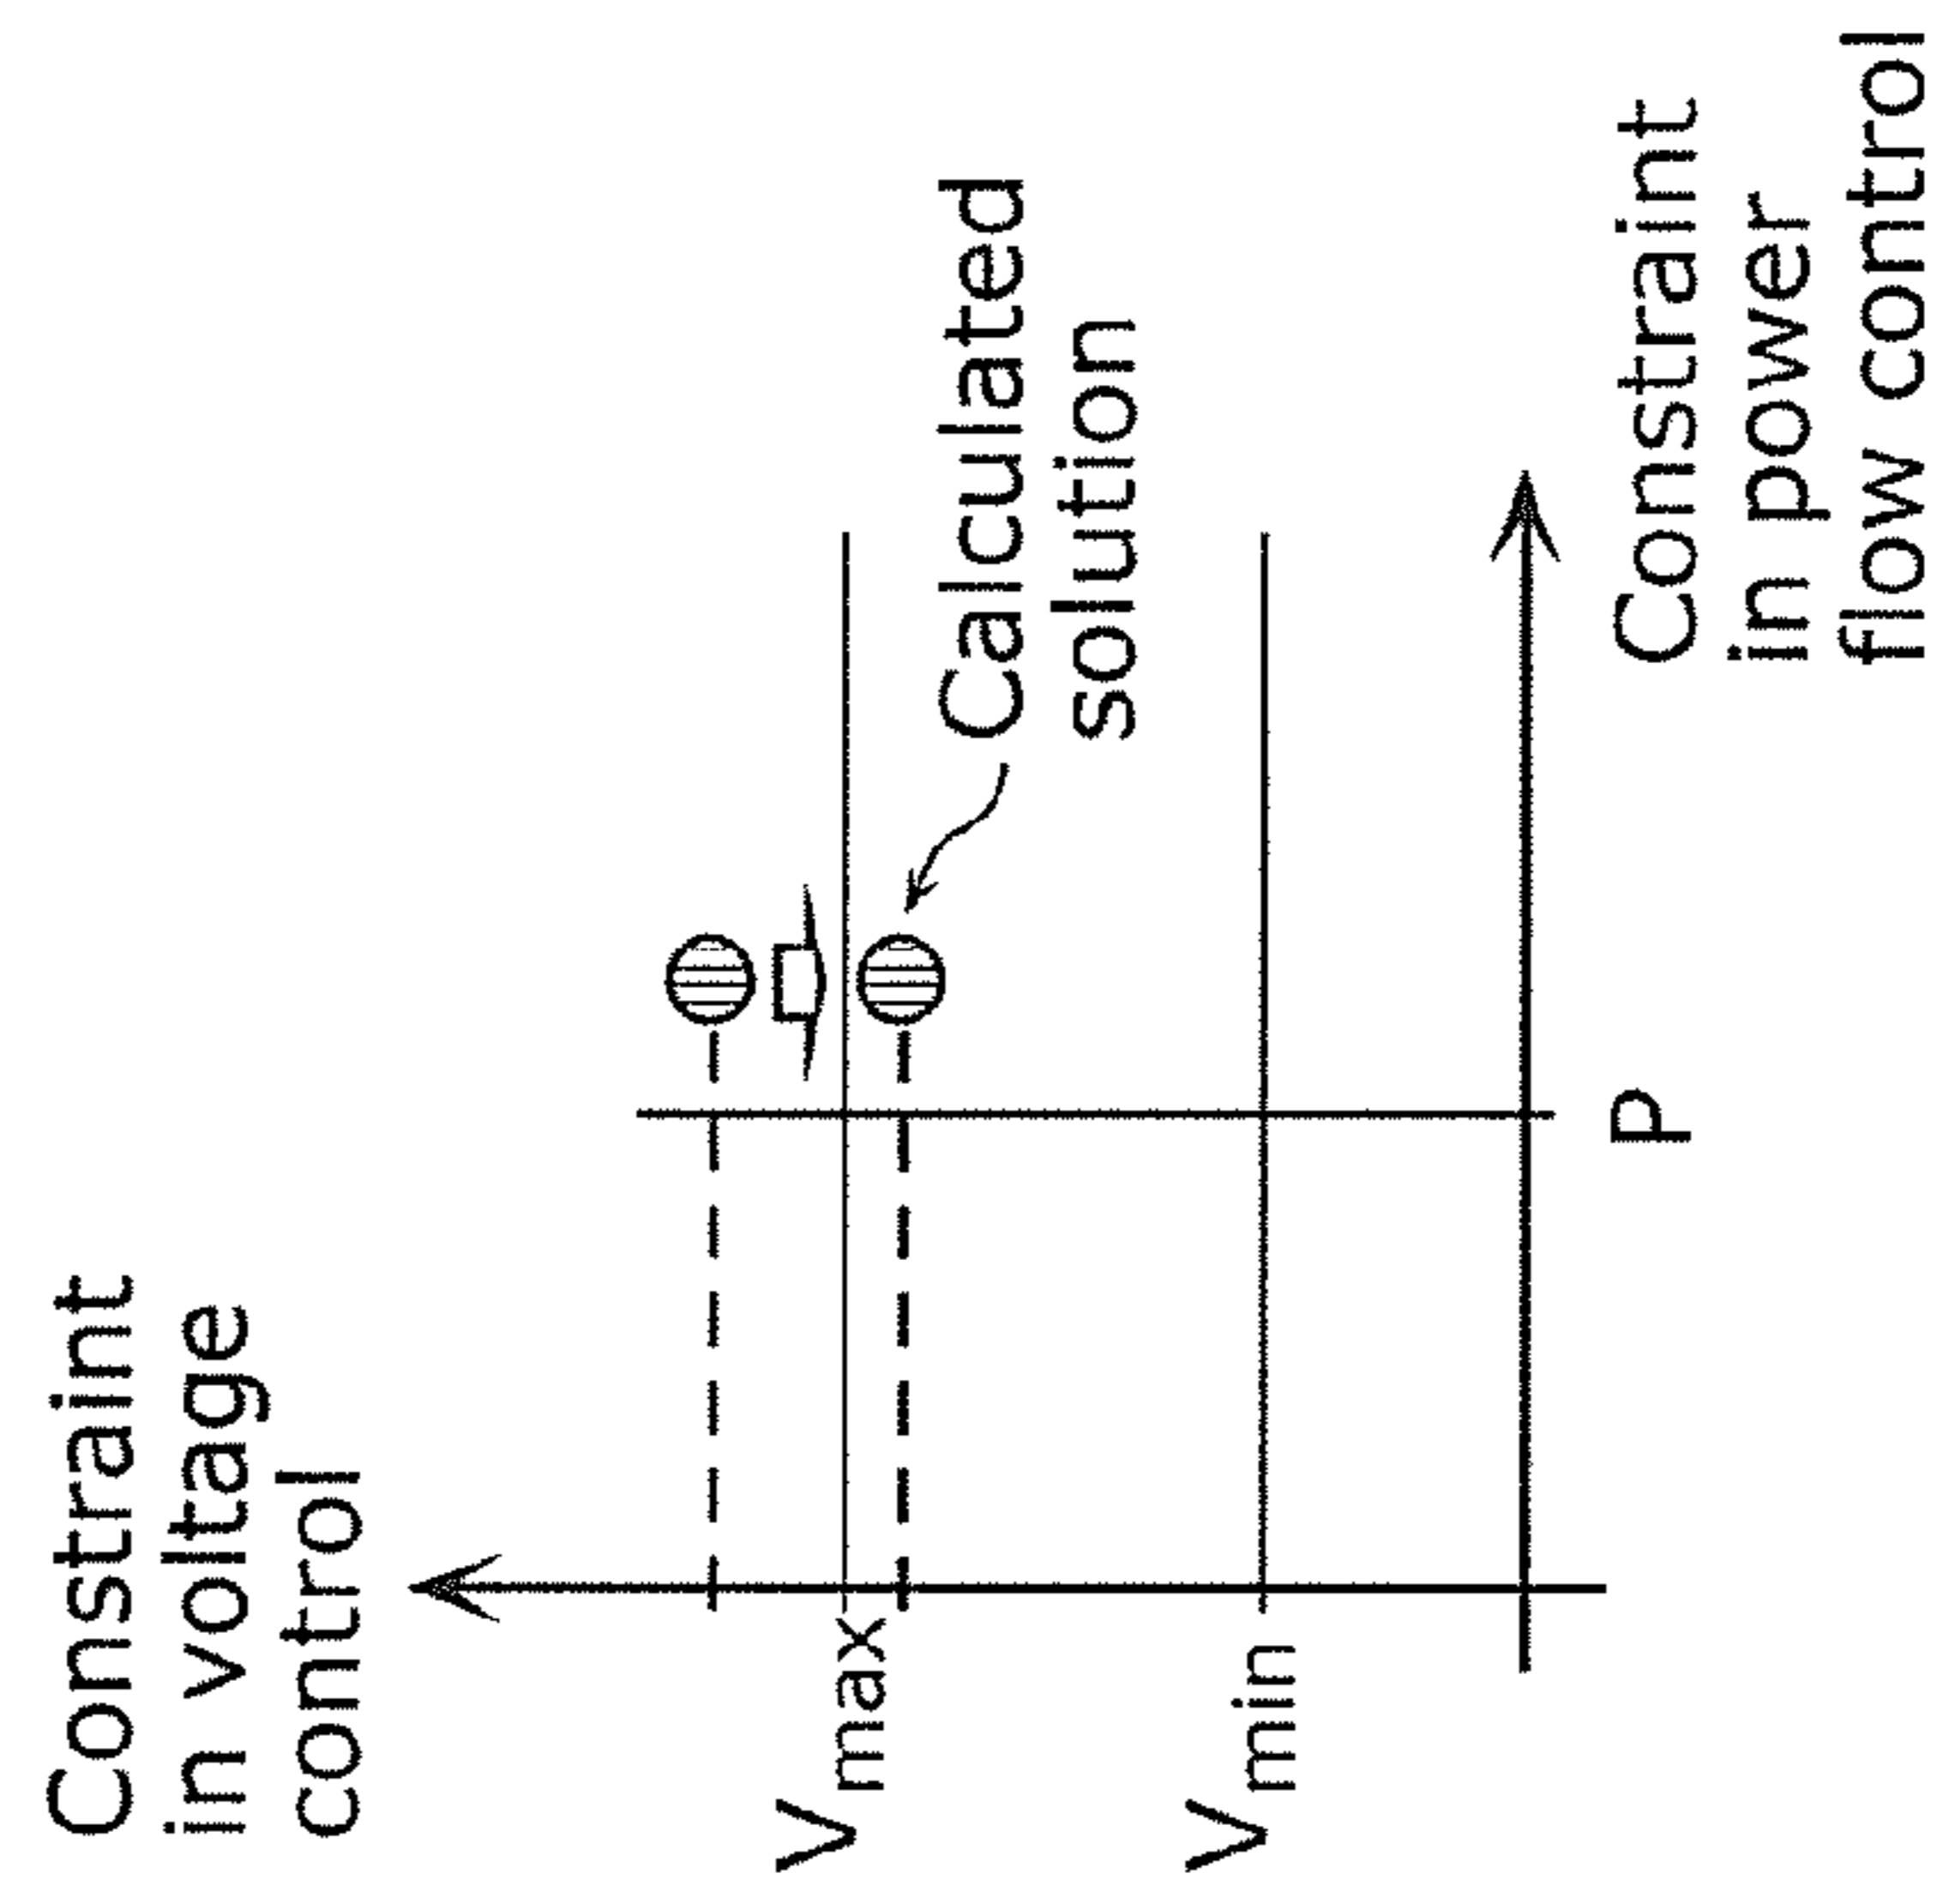 Constraint
in voltage
control
Vmax
Calculated
solution
Vmin
P
Constraint
in power
flow control